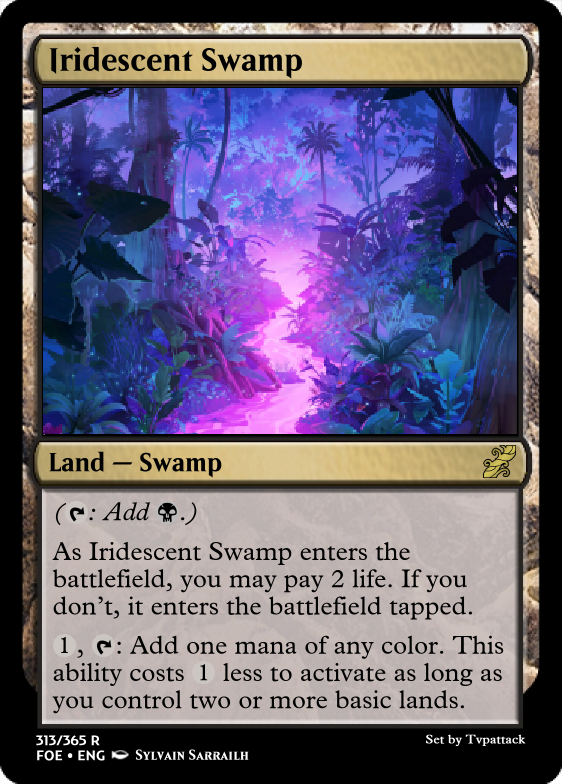 Iridescent Swamp
Land — Swamp
(: Add .)
As Iridescent Swamp enters the
battlefield, you may pay 2 life. If you
don't, it enters the battlefield tapped.
1, : Add one mana of any color. This
ability costs 1 less to activate as long as
you control two or more basic lands.
313/365 R
Set by Tvpattack
FOE • ENG Sylvain Sarrailh